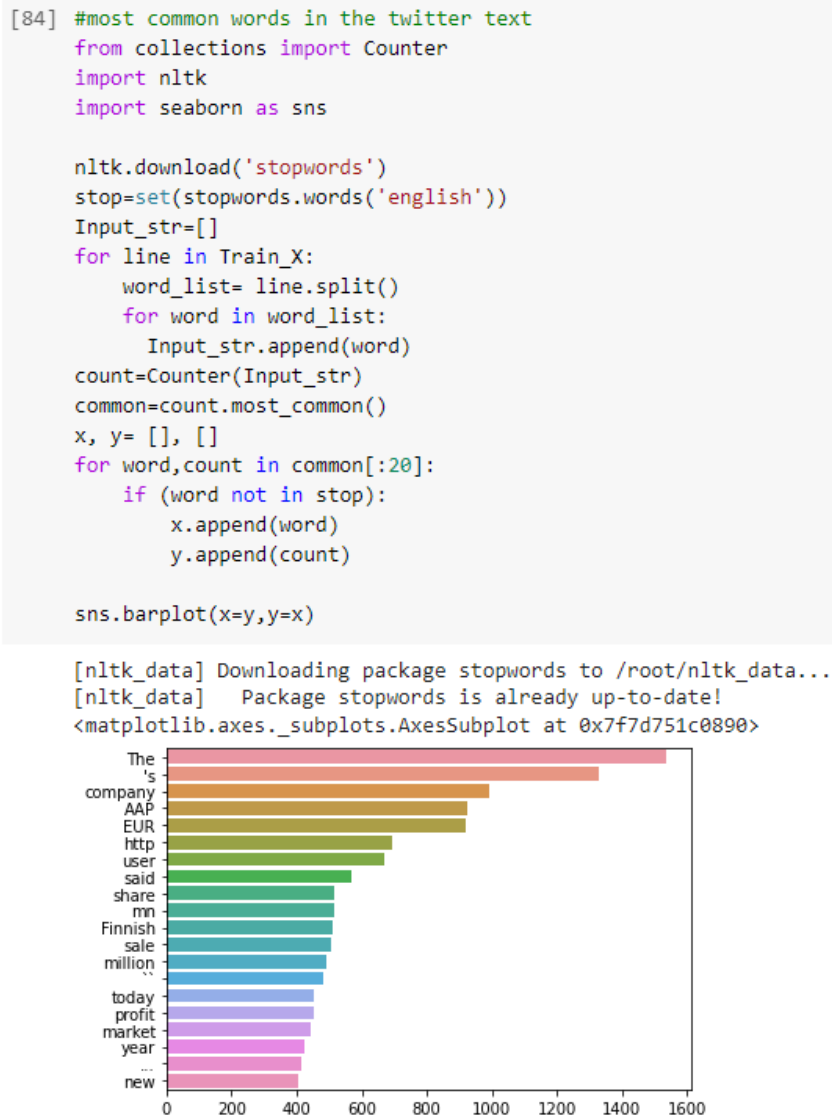 [84] #most common words in the twitter text
from collections import Counter
import nltk
import seaborn as sns

nltk.download('stopwords')
stop=set(stopwords.words('english'))
Input_str=[]
for line in Train_X:
    word_list= line.split()
    for word in word_list:
      Input_str.append(word)
count=Counter(Input_str)
common=count.most_common()
x, y= [], []
for word,count in common[:20]:
    if (word not in stop):
        x.append(word)
        y.append(count)

sns.barplot(x=y,y=x)
[nltk_data] Downloading package stopwords to /root/nltk_data...
[nltk_data]   Package stopwords is already up-to-date!
<matplotlib.axes._subplots.AxesSubplot at 0x7f7d751c0890>
The
's
company
AAP
EUR
http
user
said
share
mn
Finnish
sale
million
``
today
profit
market
year
...
new
0 200 400 600 800 1000 1200 1400 1600